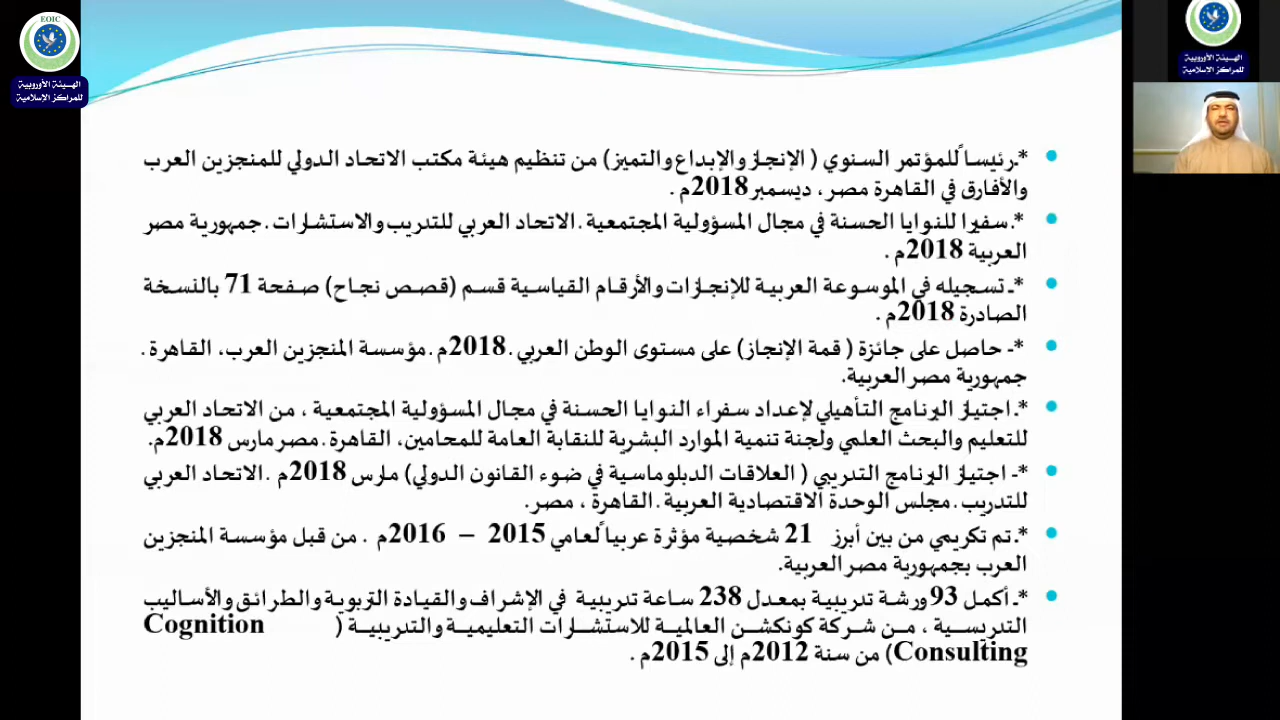 EOIC
الهيئة الأوروبية
للمراكز الإسلامية
*ـ رئيساً للمؤتمر السنوي ( الإنجاز والإبداع والتميز) من تنظيم هيئة مكتب الاتحاد الدولي للمنجزين العرب
والأفارق في القاهرة مصر ، ديسمبر 2018م .
*ـ سفيرا للنوايا الحسنة في مجال المسؤولية المجتمعية ـ الاتحاد العربي للتدريب والاستشارات ـ جمهورية مصر
العربية 2018م .
*ـ تسجيله في الموسوعة العربية للإنجازات والأرقام القياسية قسم (قصص نجاح) صفحة 71 بالنسخة
الصادرة 2018م .
*- حاصل على جائزة ( قمة الإنجاز) على مستوى الوطن العربي ـ 2018م ـ مؤسسة المنجزين العرب، القاهرة ـ
جمهورية مصر العربية.
*ـ اجتياز البرنامج التأهيلي لإعداد سفراء النوايا الحسنة في مجال المسؤولية المجتمعية ، من الاتحاد العربي
للتعليم والبحث العلمي ولجنة تنمية الموارد البشرية للنقابة العامة للمحامين، القاهرة ـ مصر مارس 2018م.
*- اجتياز البرنامج التدريبي ( العلاقات الدبلوماسية في ضوء القانون الدولي) مارس 2018م ـ الاتحاد العربي
للتدريب ـ مجلس الوحدة الاقتصادية العربية ـ القاهرة ، مصر.
*ـ تم تكريمي من بين أبرز 21 شخصية مؤثرة عربياً لعامي 2015 – 2016م . من قبل مؤسسة المنجزين
العرب بجمهورية مصر العربية.
*ـ أكمل 93 ورشة تدريبية بمعدل 238 ساعة تدريبية في الإشراف والقيادة التربوية والطرائق والأساليب
التدريسية ، من شركة كونكشن العالمية للاستشارات التعليمية والتدريبية ( Cognition
Consulting) من سنة 2012م إلى 2015م .
الهيئة الأوروبية
للمراكز الاسلامية